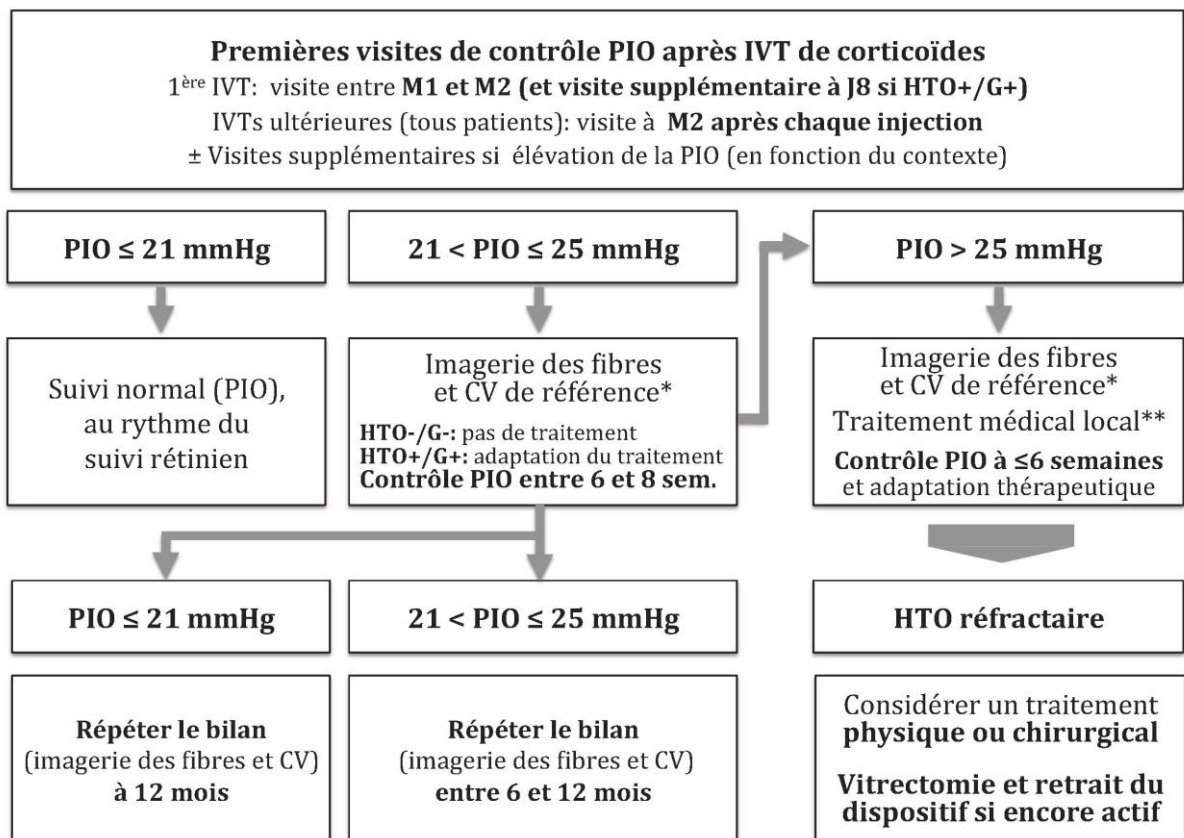 Premières visites de contrôle PIO après IVT de corticoïdes
1ère IVT: visite entre M1 et M2 (et visite supplémentaire à J8 si HTO+/G+)
IVTs ultérieures (tous patients): visite à M2 après chaque injection
± Visites supplémentaires si élévation de la PIO (en fonction du contexte)
PIO ≤ 21 mmHg
21 < PIO ≤ 25 mmHg
PIO > 25 mmHg
Suivi normal (PIO),
au rythme du
suivi rétinien
Imagerie des fibres
et CV de référence*
HTO-/G-: pas de traitement
HTO+/G+: adaptation du traitement
Contrôle PIO entre 6 et 8 sem.
Imagerie des fibres
et CV de référence*
Traitement médical local**
Contrôle PIO à ≤6 semaines
et adaptation thérapeutique
PIO ≤ 21 mmHg
21 < PIO ≤ 25 mmHg
HTO réfractaire
Répéter le bilan
(imagerie des fibres et CV)
à 12 mois
Répéter le bilan
(imagerie des fibres et CV)
entre 6 et 12 mois
Considérer un traitement
physique ou chirurgical
Vitrectomie et retrait du
dispositif si encore actif